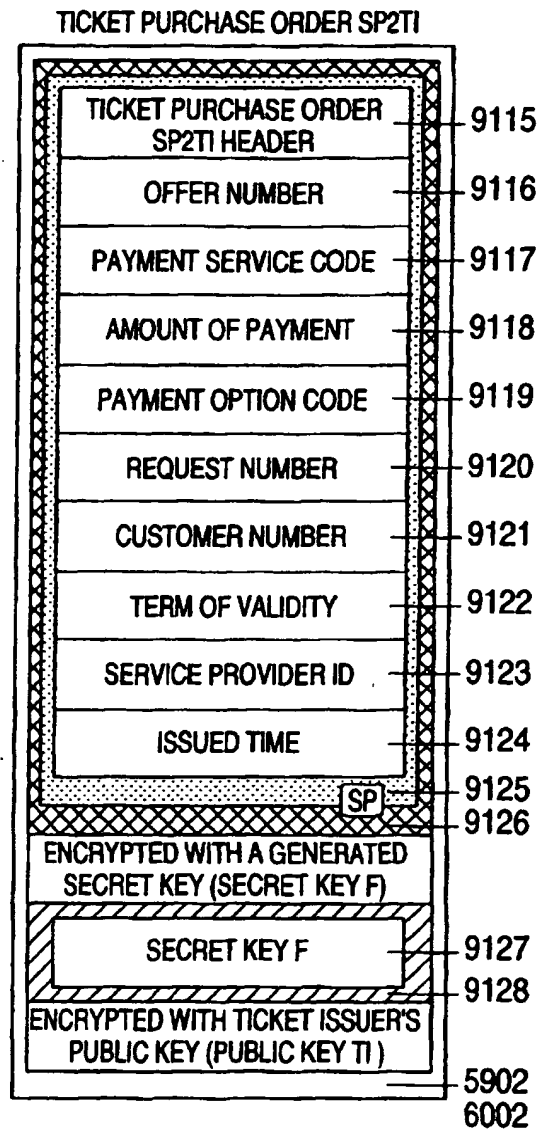 TICKET PURCHASE ORDER SP2TI
TICKET PURCHASE ORDER
SP2TI HEADER
9115
OFFER NUMBER
9116
PAYMENT SERVICE CODE
9117
AMOUNT OF PAYMENT
9118
PAYMENT OPTION CODE
9119
REQUEST NUMBER
9120
CUSTOMER NUMBER
9121
TERM OF VALIDITY
9122
SERVICE PROVIDER ID
9123
ISSUED TIME
9124
SP
9125
9126
ENCRYPTED WITH A GENERATED
SECRET KEY (SECRET KEY F)
SECRET KEY F
9127
9128
ENCRYPTED WITH TICKET ISSUER'S
PUBLIC KEY (PUBLIC KEY TI )
5902
6002